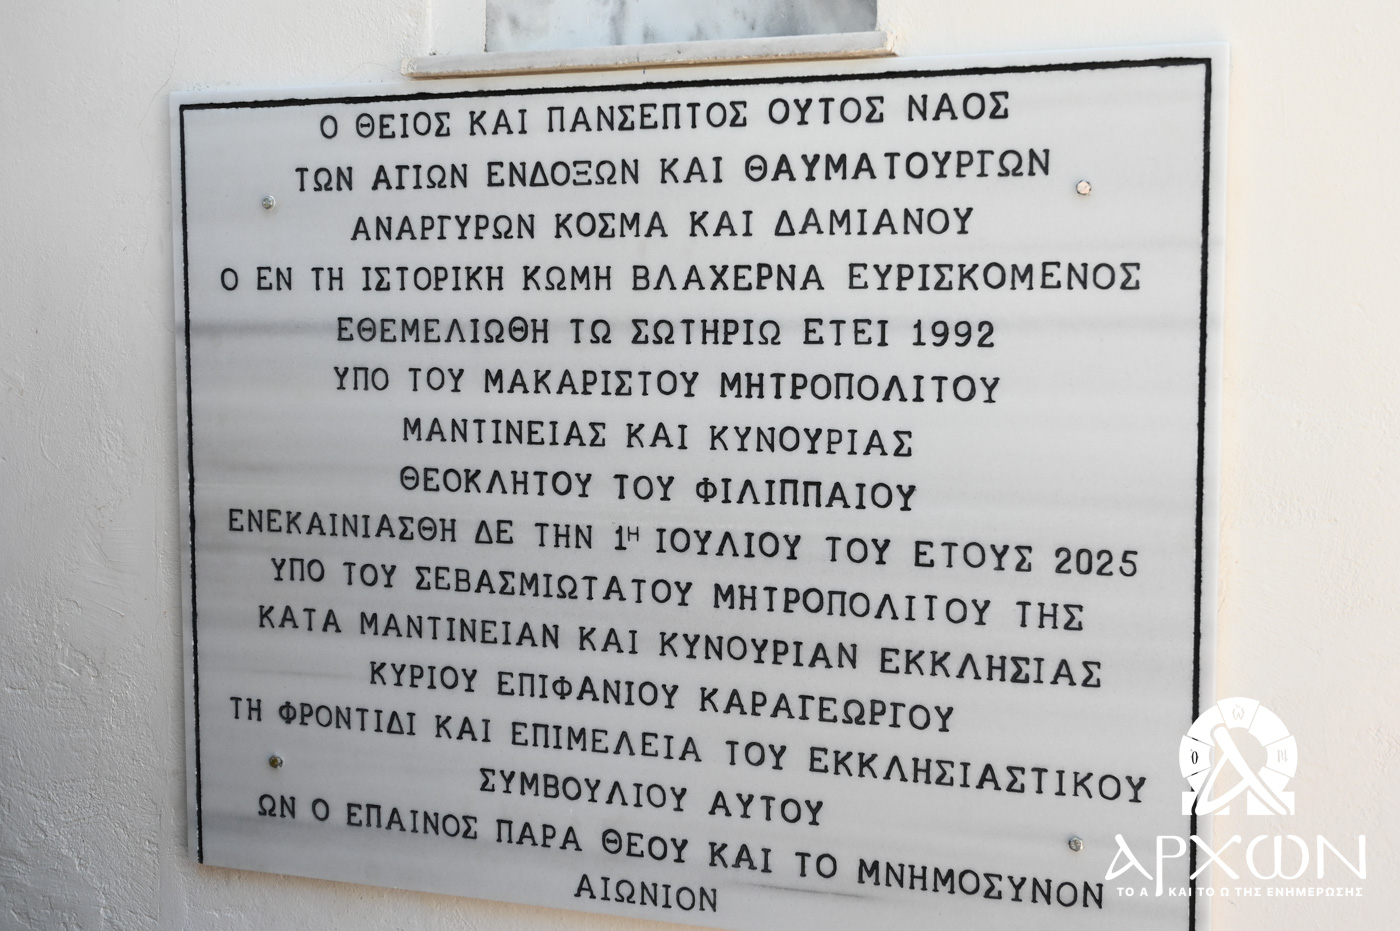 Ο ΘΕΙΟΣ ΚΑΙ ΠΑΝΣΕΠΤΟΣ ΟΥΤΟΣ ΝΑΟΣ
ΤΩΝ ΑΓΙΩΝ ΕΝΔΟΞΩΝ ΚΑΙ ΘΑΥΜΑΤΟΥΡΓΩΝ
ΑΝΑΡΓΥΡΩΝ ΚΟΣΜΑ ΚΑΙ ΔΑΜΙΑΝΟΥ
Ο ΕΝ ΤΗ ΙΣΤΟΡΙΚΗ ΚΩΜΗ ΒΛΑΧΕΡΝΑ ΕΥΡΙΣΚΟΜΕΝΟΣ
ΕΘΕΜΕΛΙΩΘΗ ΤΩ ΣΩΤΗΡΙΩ ΕΤΕΙ 1992
ΥΠΟ ΤΟΥ ΜΑΚΑΡΙΣΤΟΥ ΜΗΤΡΟΠΟΛΙΤΟΥ
ΜΑΝΤΙΝΕΙΑΣ ΚΑΙ ΚΥΝΟΥΡΙΑΣ
ΘΕΟΚΛΗΤΟΥ ΤΟΥ ΦΙΛΙΠΠΑΙΟΥ
ΕΝΕΚΑΙΝΙΑΣΘΗ ΔΕ ΤΗΝ 1Η ΙΟΥΛΙΟΥ ΤΟΥ ΕΤΟΥΣ 2025
ΥΠΟ ΤΟΥ ΣΕΒΑΣΜΙΩΤΑΤΟΥ ΜΗΤΡΟΠΟΛΙΤΟΥ ΤΗΣ
ΚΑΤΑ ΜΑΝΤΙΝΕΙΑΝ ΚΑΙ ΚΥΝΟΥΡΙΑΝ ΕΚΚΛΗΣΙΑΣ
ΚΥΡΙΟΥ ΕΠΙΦΑΝΙΟΥ ΚΑΡΑΓΕΩΡΓΟΥ
ΤΗ ΦΡΟΝΤΙΔΙ ΚΑΙ ΕΠΙΜΕΛΕΙΑ ΤΟΥ ΕΚΚΛΗΣΙΑΣΤΙΚΟΥ
ΣΥΜΒΟΥΛΙΟΥ ΑΥΤΟΥ
ΩΝ Ο ΕΠΑΙΝΟΣ ΠΑΡΑ ΘΕΟΥ ΚΑΙ ΤΟ ΜΝΗΜΟΣΥΝΟΝ
ΑΙΩΝΙΟΝ
ΑΡΧΩΝ
ΤΟ Α ΚΑΙ ΤΟ Ω ΤΗΣ ΕΝΗΜΕΡΩΣΗΣ